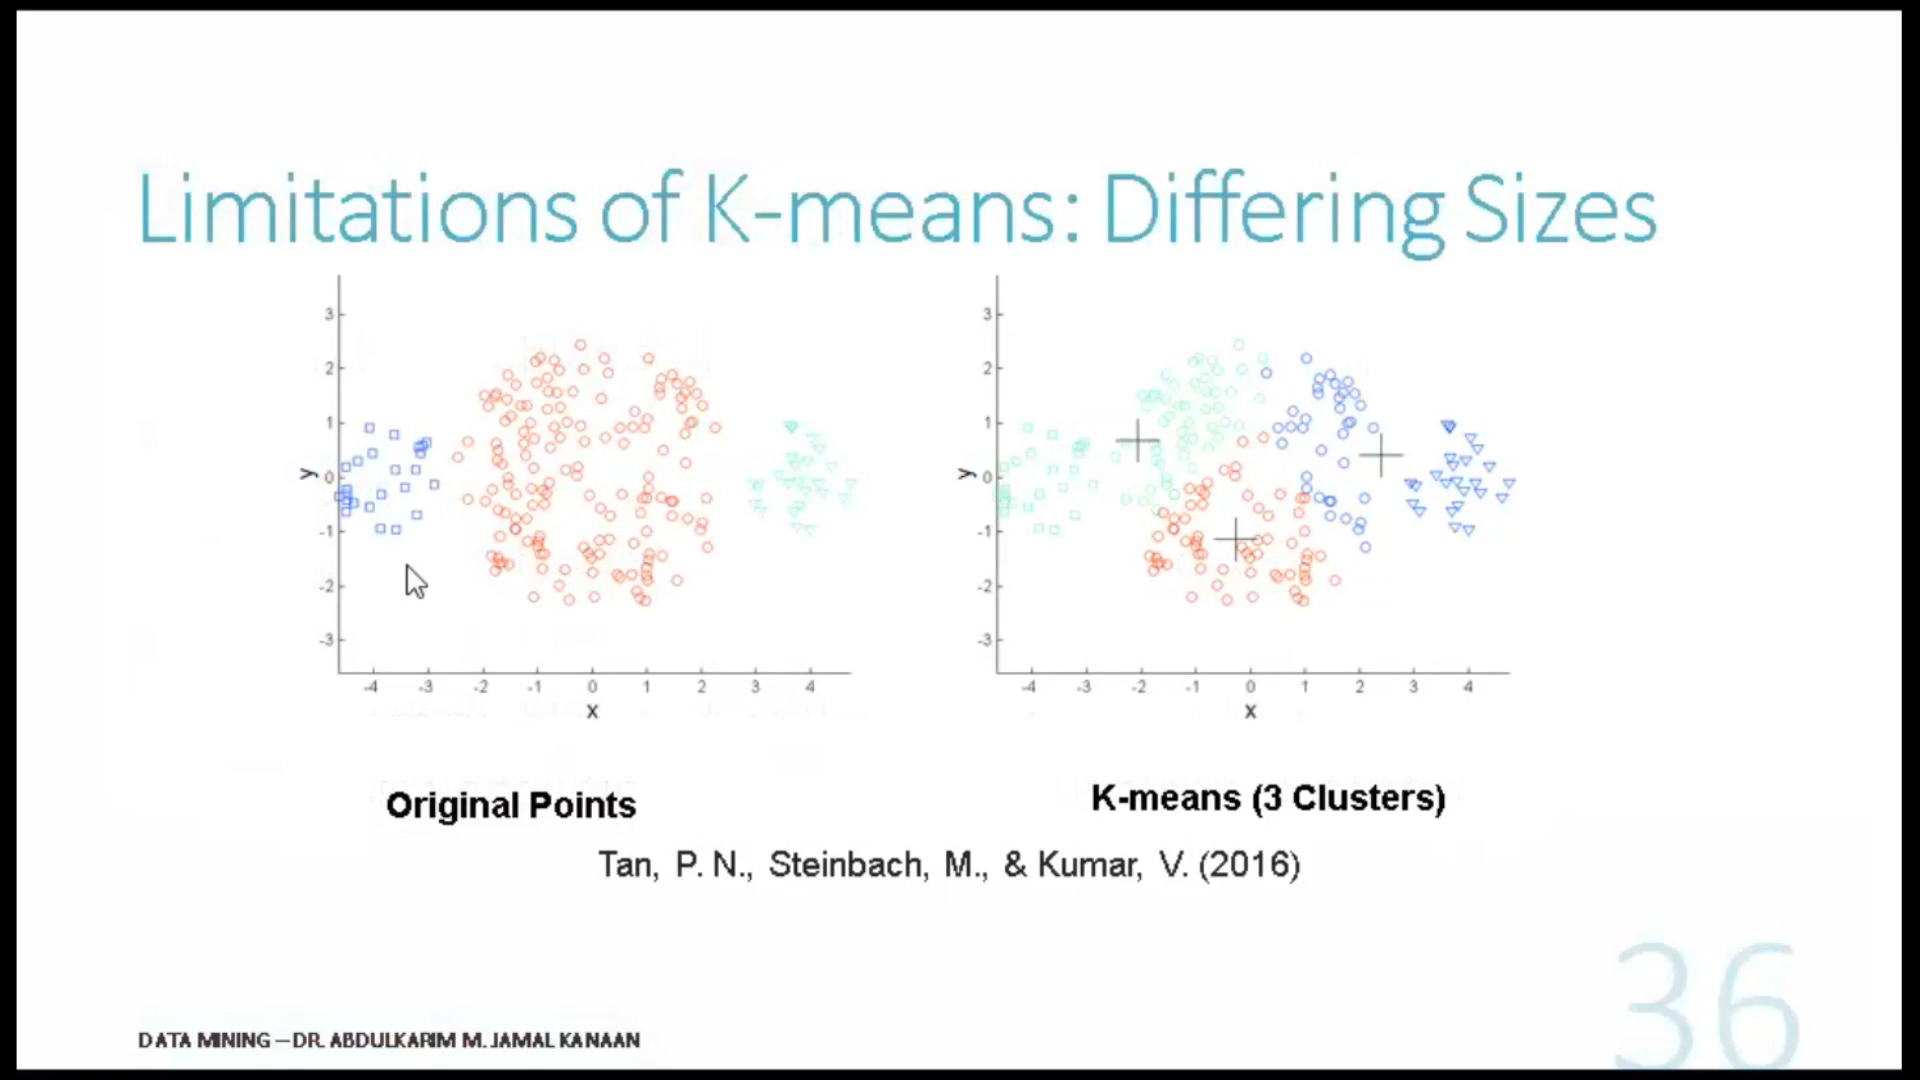 Limitations of K-means: Differing Sizes
3
2
1
0
-1
-2
-3
y
-4 -3 -2 -1 0 1 2 3 4
x
3
2
1
0
-1
-2
-3
y
-4 -3 -2 -1 0 1 2 3 4
x
Original Points
K-means (3 Clusters)
Tan, P. N., Steinbach, M., & Kumar, V. (2016)
36
DATA MINING – DR. ABDULKARIM M. JAMAL KANAAN